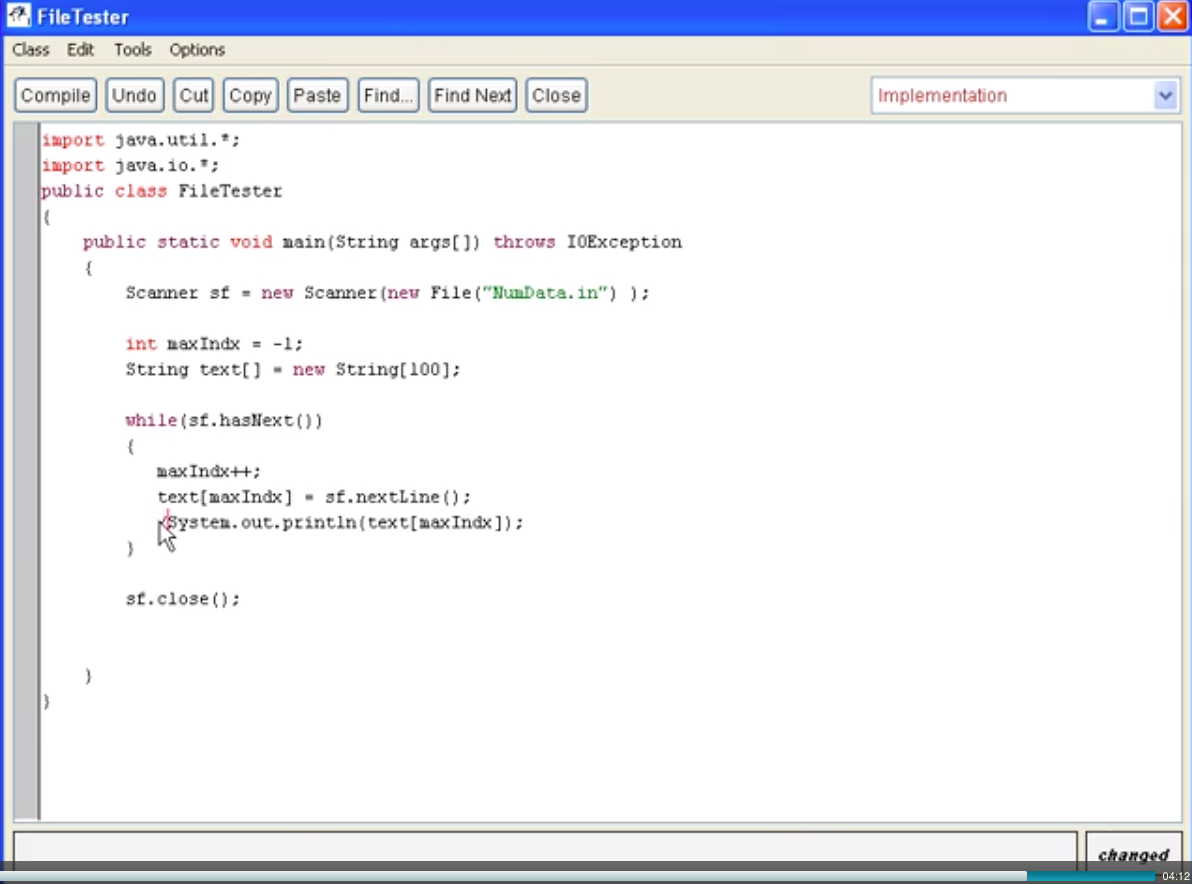 FileTester
Class Edit Tools Options
Compile Undo Cut Copy Paste Find... Find Next Close Implementation
import java.util.*;
import java.io.*;
public class FileTester
{
public static void main(String args[]) throws IOException
{
Scanner sf = new Scanner(new File("NumData.in") );
int maxIndx = -1;
String text[] = new String[100];
while(sf.hasNext())
{
maxIndx++;
text[maxIndx] = sf.nextLine();
/System.out.println(text[maxIndx]);
}
sf.close();
}
}
changed
04:12